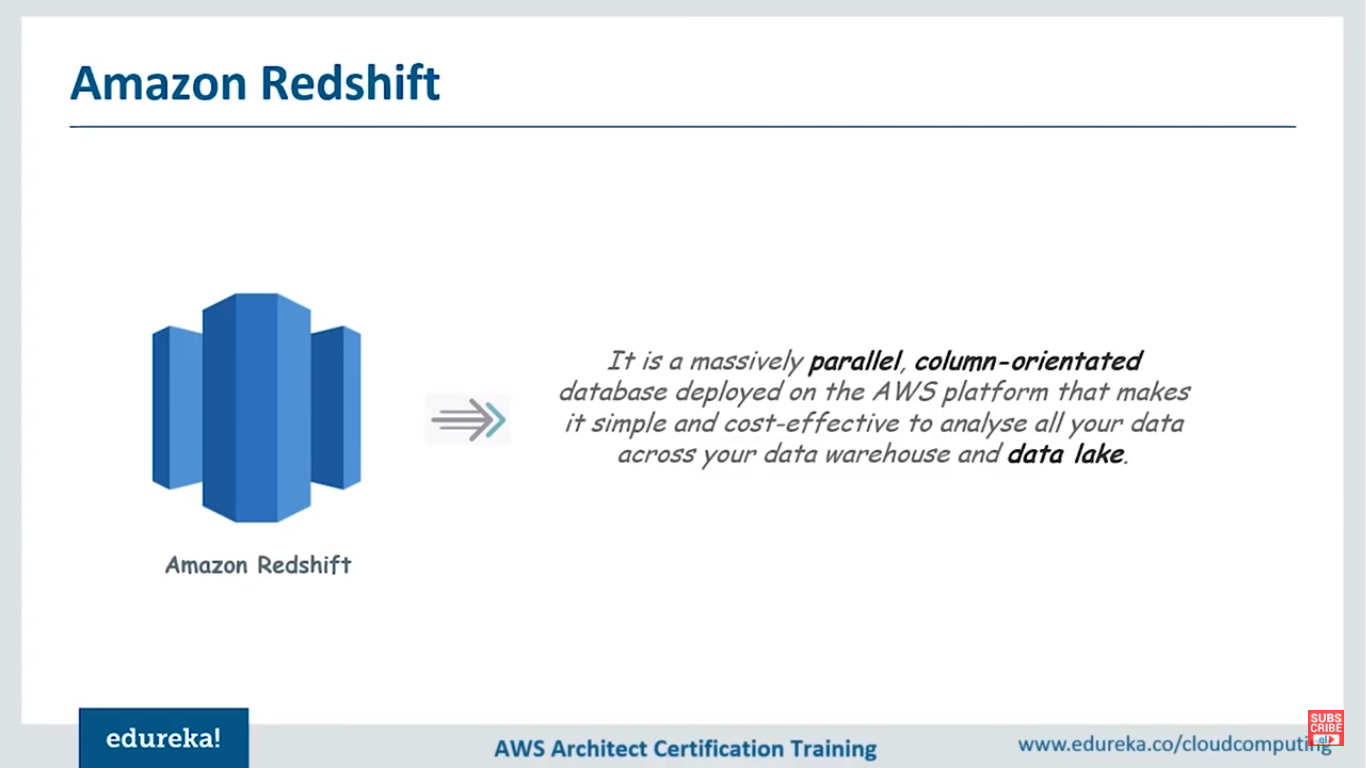 Amazon Redshift
It is a massively parallel, column-orientated
database deployed on the AWS platform that makes
it simple and cost-effective to analyse all your data
across your data warehouse and data lake.
Amazon Redshift
edureka!
AWS Architect Certification Training
www.edureka.co/cloudcomputing
SUBS
CRIBE